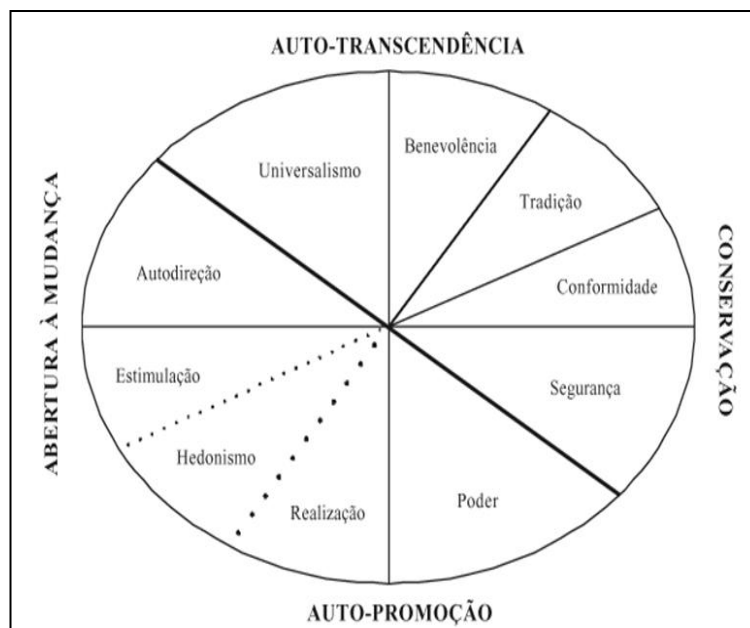 AUTO-TRANSCENDÊNCIA
Benevolência
Universalismo
Tradição
ABERTURA À MUDANÇA
CONSERVAÇÃO
Autodireção
Conformidade
Estimulação
Segurança
Hedonismo
Poder
Realização
AUTO-PROMOÇÃO